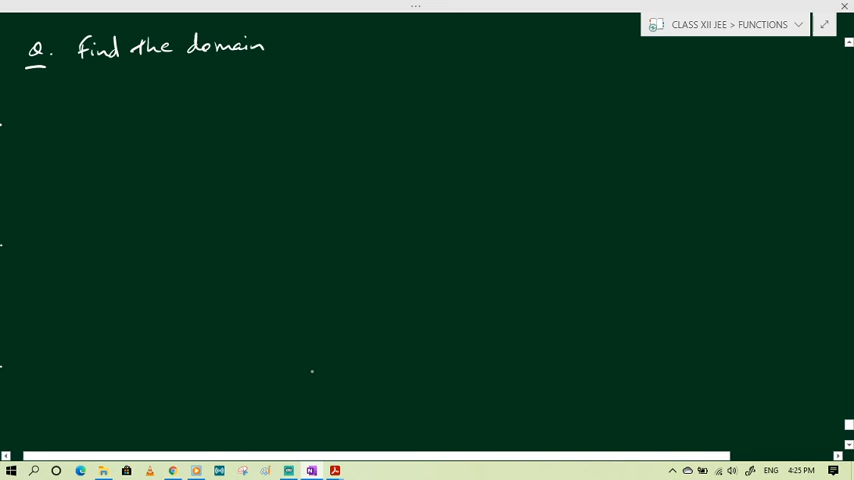 CLASS XII JEE > FUNCTIONS
Q. Find the domain
ENG 4:25 PM